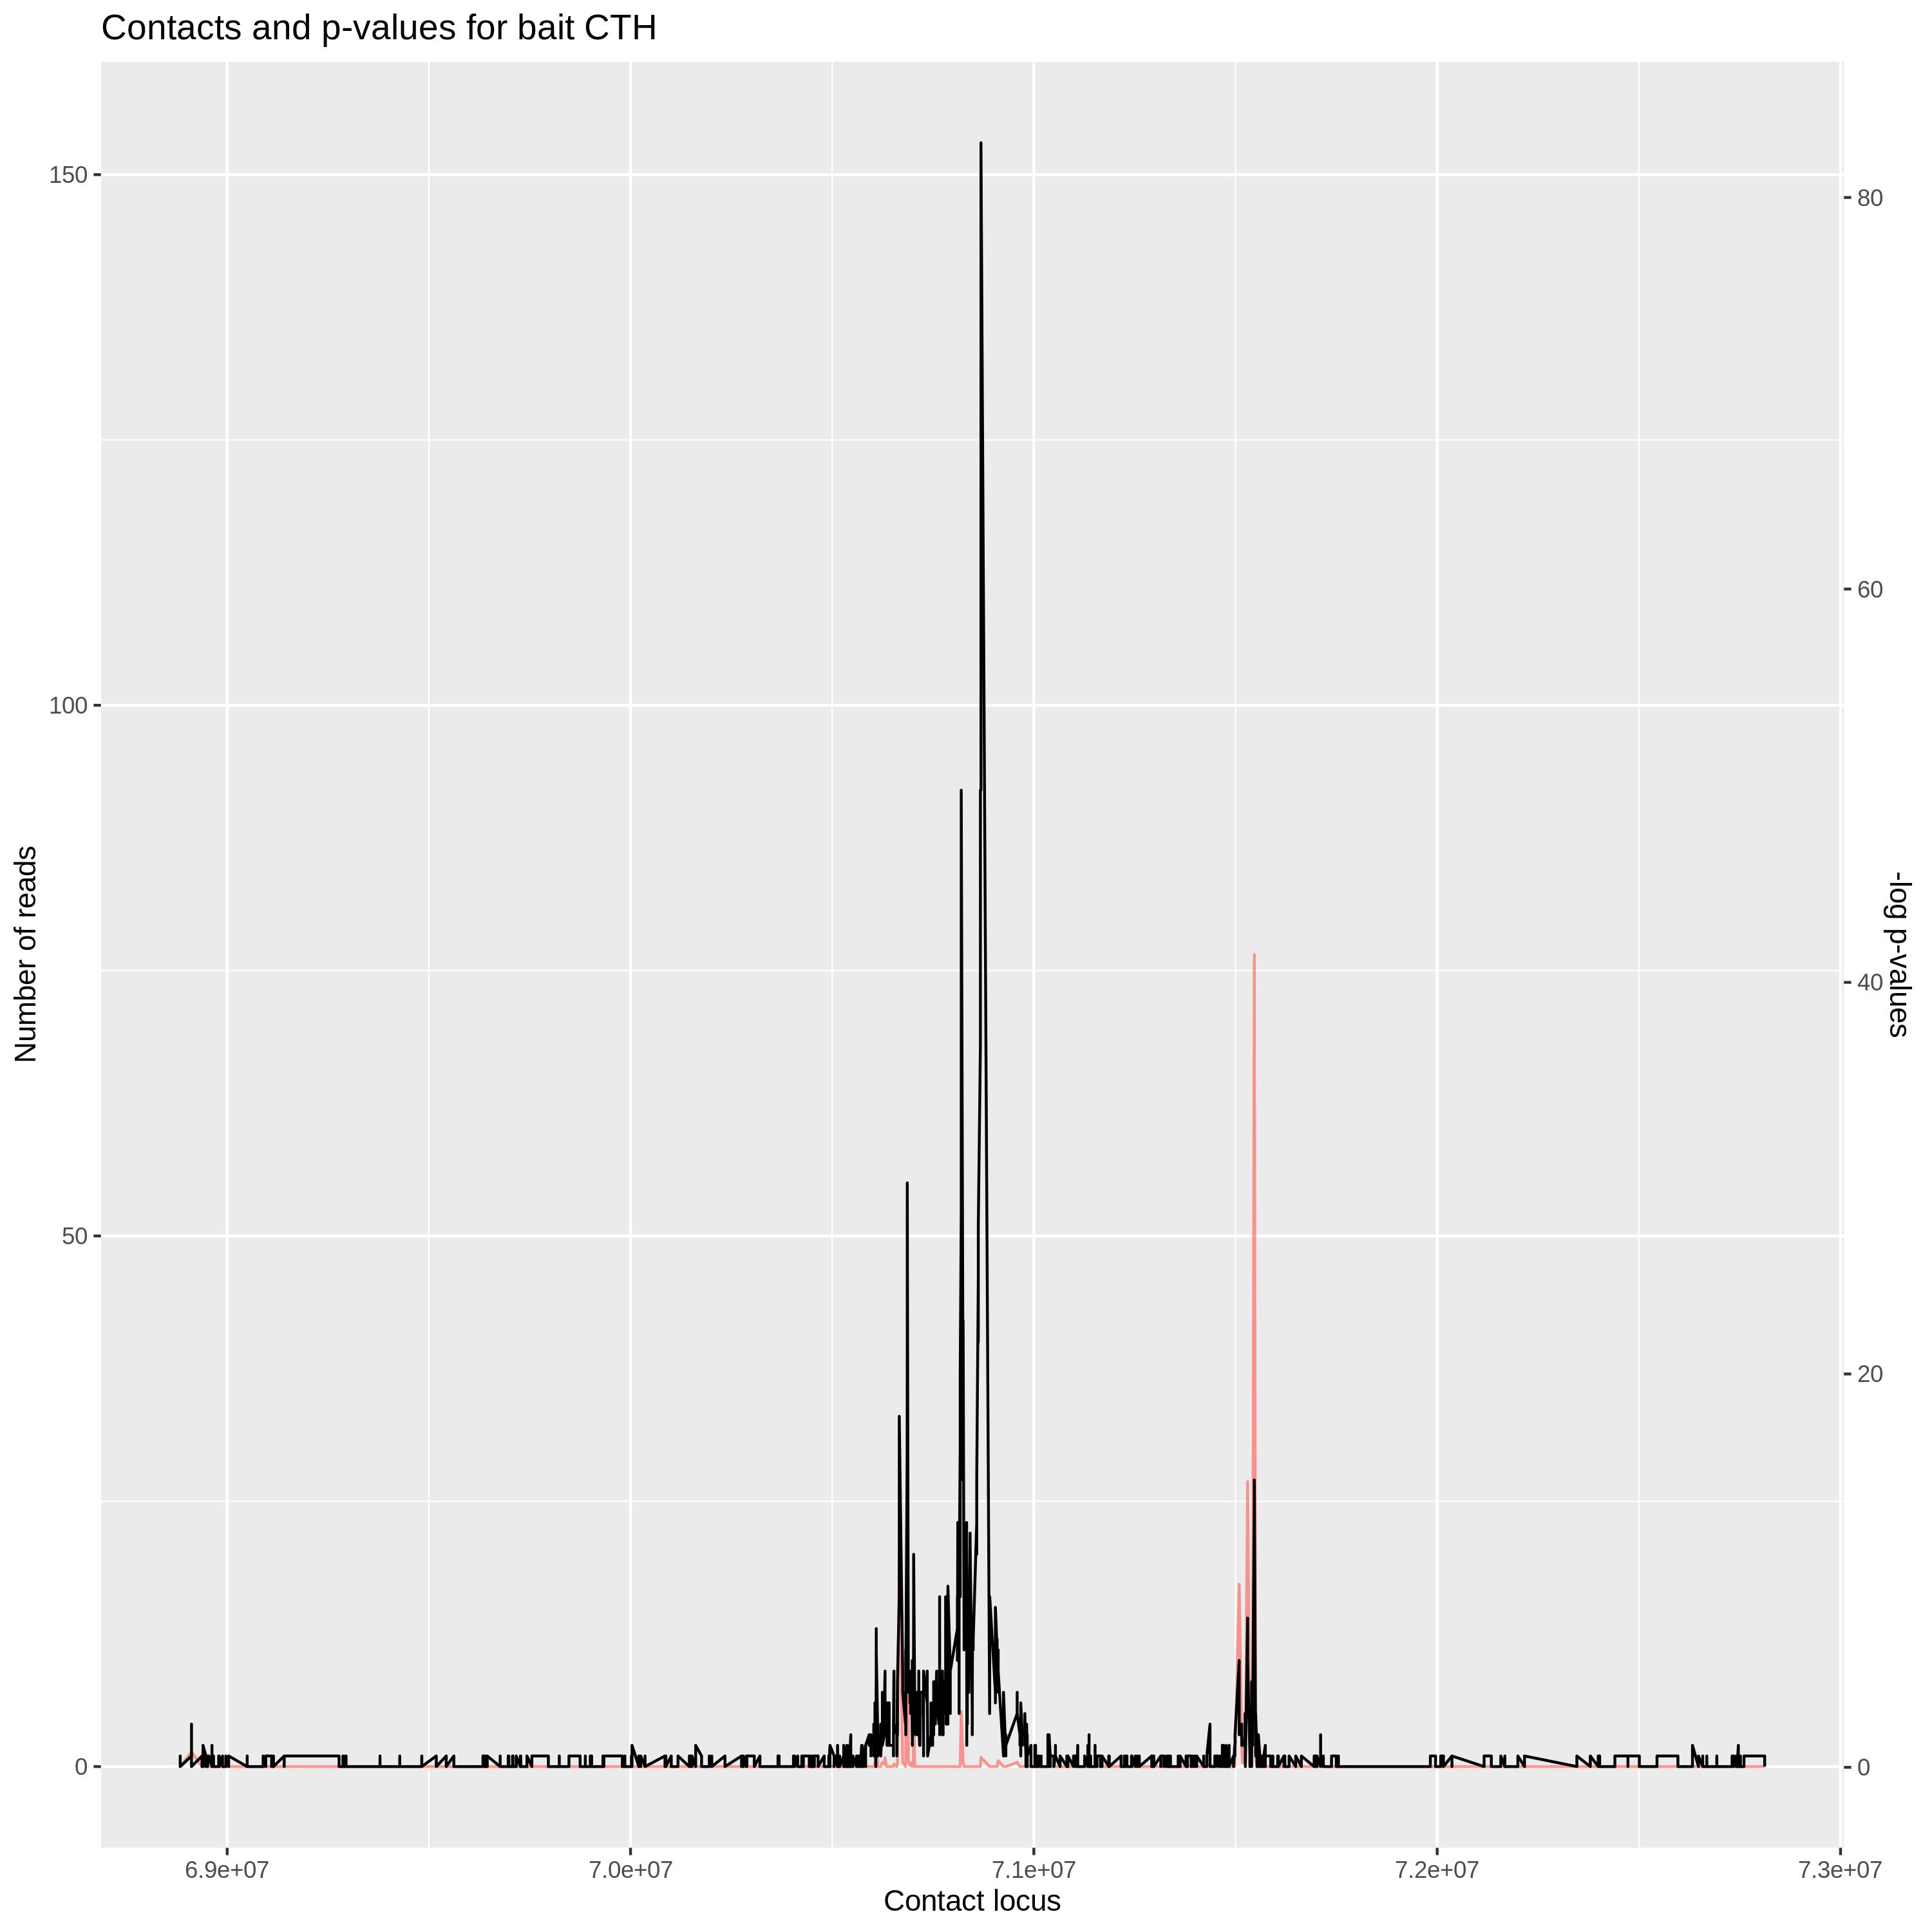 Contacts and p-values for bait CTH
150
100
50
0
80
60
40
20
0
Number of reads
-log p-values
6.9e+07 7.0e+07 7.1e+07 7.2e+07 7.3e+07
Contact locus